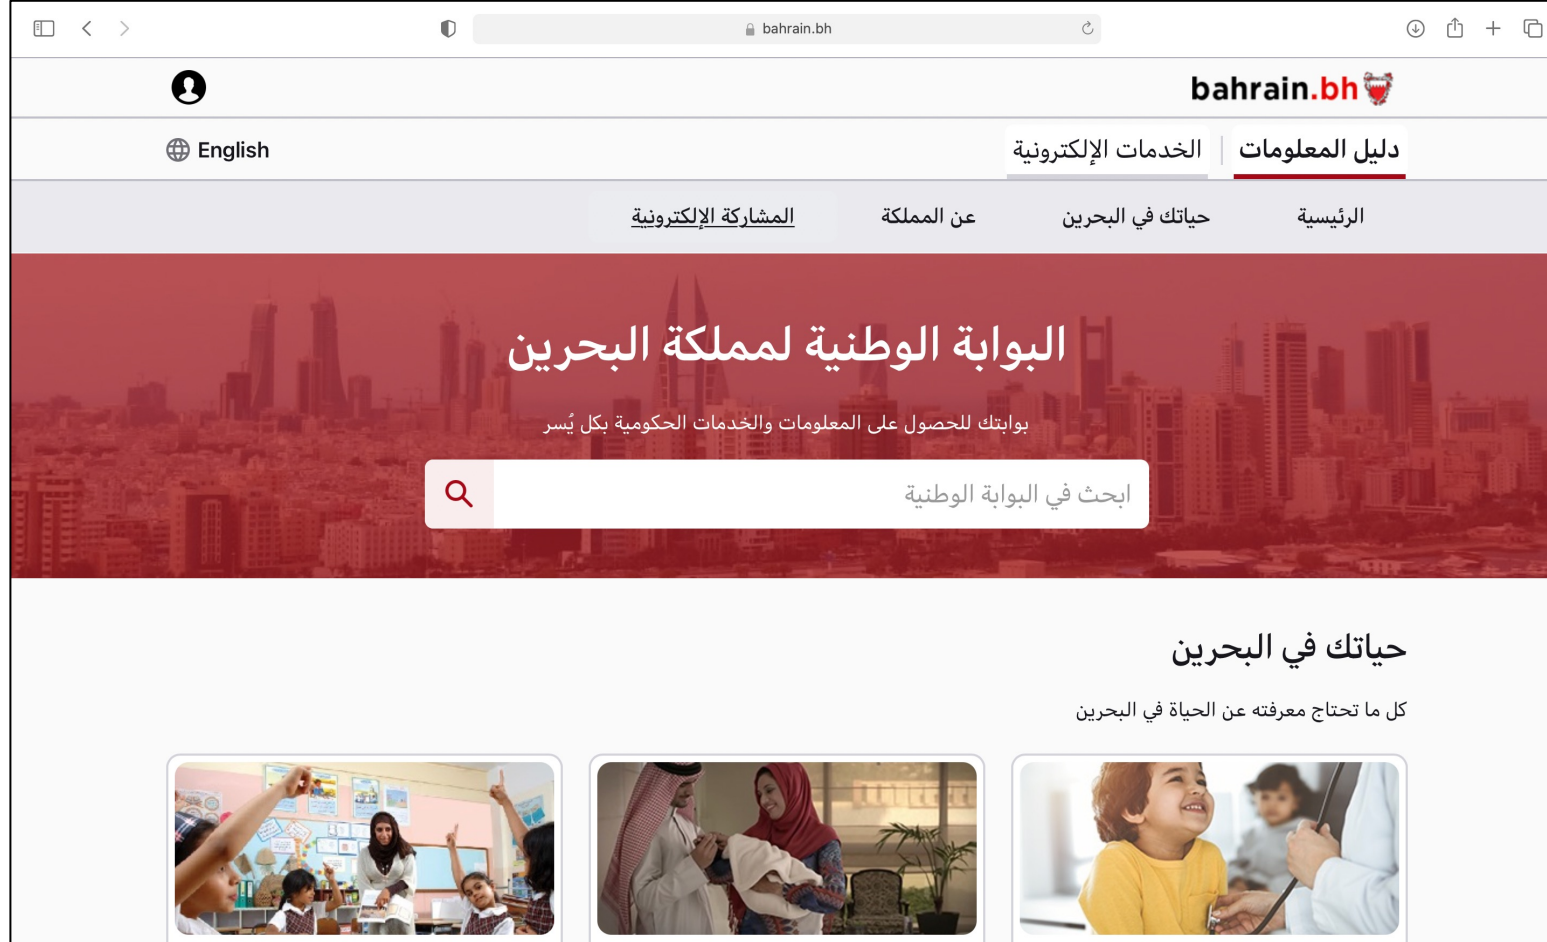 bahrain.bh
bahrain.bh
دليل المعلومات | الخدمات الإلكترونية
English
الرئيسية حياتك في البحرين عن المملكة المشاركة الإلكترونية
البوابة الوطنية لمملكة البحرين
بوابتك للحصول على المعلومات والخدمات الحكومية بكل يُسر
ابحث في البوابة الوطنية
حياتك في البحرين
كل ما تحتاج معرفته عن الحياة في البحرين